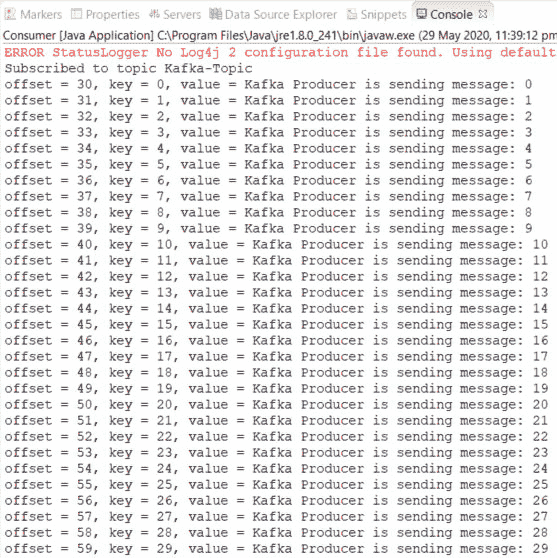 Markers Properties Servers Data Source Explorer Snippets Console
Consumer [Java Application] C:\Program Files\Java\jre1.8.0_241\bin\javaw.exe (29 May 2020, 11:39:12 pm
ERROR StatusLogger No Log4j 2 configuration file found. Using default
Subscribed to topic Kafka-Topic
offset = 30, key = 0, value = Kafka Producer is sending message: 0
offset = 31, key = 1, value = Kafka Producer is sending message: 1
offset = 32, key = 2, value = Kafka Producer is sending message: 2
offset = 33, key = 3, value = Kafka Producer is sending message: 3
offset = 34, key = 4, value = Kafka Producer is sending message: 4
offset = 35, key = 5, value = Kafka Producer is sending message: 5
offset = 36, key = 6, value = Kafka Producer is sending message: 6
offset = 37, key = 7, value = Kafka Producer is sending message: 7
offset = 38, key = 8, value = Kafka Producer is sending message: 8
offset = 39, key = 9, value = Kafka Producer is sending message: 9
offset = 40, key = 10, value = Kafka Producer is sending message: 10
offset = 41, key = 11, value = Kafka Producer is sending message: 11
offset = 42, key = 12, value = Kafka Producer is sending message: 12
offset = 43, key = 13, value = Kafka Producer is sending message: 13
offset = 44, key = 14, value = Kafka Producer is sending message: 14
offset = 45, key = 15, value = Kafka Producer is sending message: 15
offset = 46, key = 16, value = Kafka Producer is sending message: 16
offset = 47, key = 17, value = Kafka Producer is sending message: 17
offset = 48, key = 18, value = Kafka Producer is sending message: 18
offset = 49, key = 19, value = Kafka Producer is sending message: 19
offset = 50, key = 20, value = Kafka Producer is sending message: 20
offset = 51, key = 21, value = Kafka Producer is sending message: 21
offset = 52, key = 22, value = Kafka Producer is sending message: 22
offset = 53, key = 23, value = Kafka Producer is sending message: 23
offset = 54, key = 24, value = Kafka Producer is sending message: 24
offset = 55, key = 25, value = Kafka Producer is sending message: 25
offset = 56, key = 26, value = Kafka Producer is sending message: 26
offset = 57, key = 27, value = Kafka Producer is sending message: 27
offset = 58, key = 28, value = Kafka Producer is sending message: 28
offset = 59, key = 29, value = Kafka Producer is sending message: 29